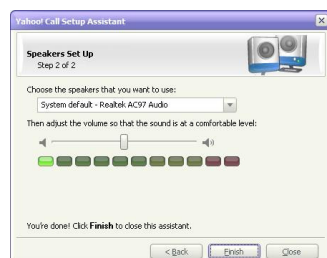 Yahoo! Call Setup Assistant
Speakers Set Up
Step 2 of 2
Choose the speakers that you want to use:
System default - Realtek AC97 Audio
Then adjust the volume so that the sound is at a comfortable level:
You're done! Click Finish to close this assistant.
< Back Finish Close